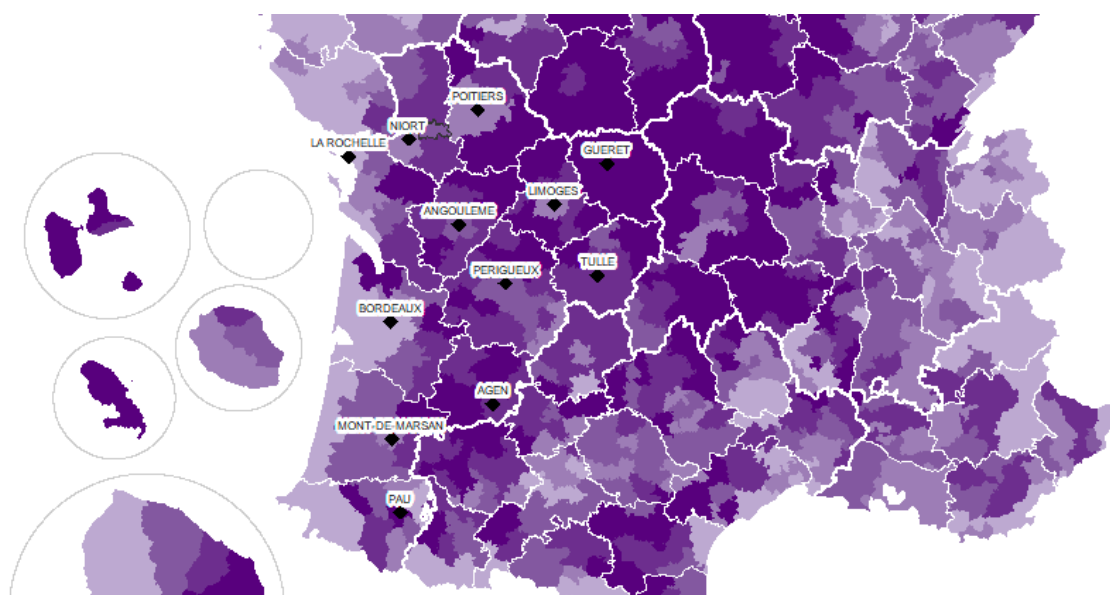 POITIERS
NIORT
LA ROCHELLE
GUERET
LIMOGES
ANGOULEME
TULLE
PERIGUEUX
BORDEAUX
AGEN
MONT-DE-MARSAN
PAU